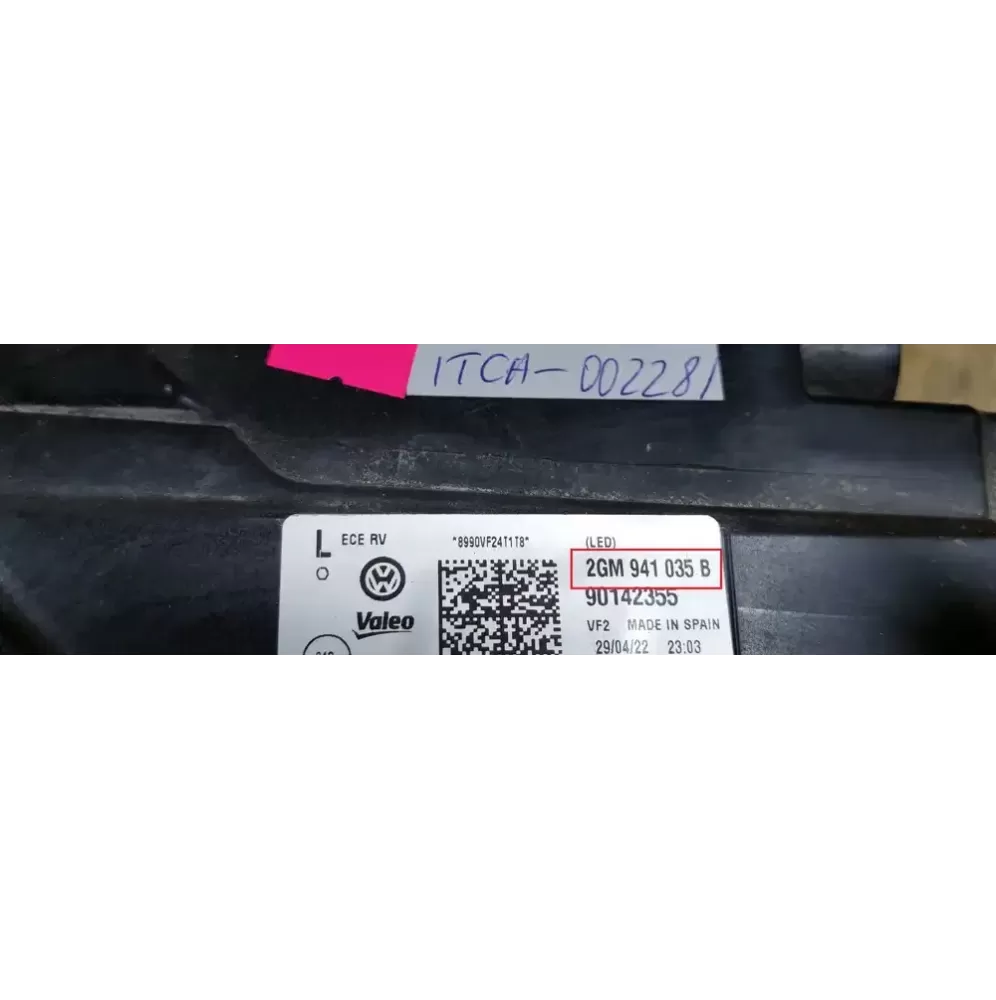 1TCA-002281
L ECE RV *8990VF24T1T8* (LED)
2GM 941 035 B
Valeo 90142355
VF2 MADE IN SPAIN
29/04/22 23:03